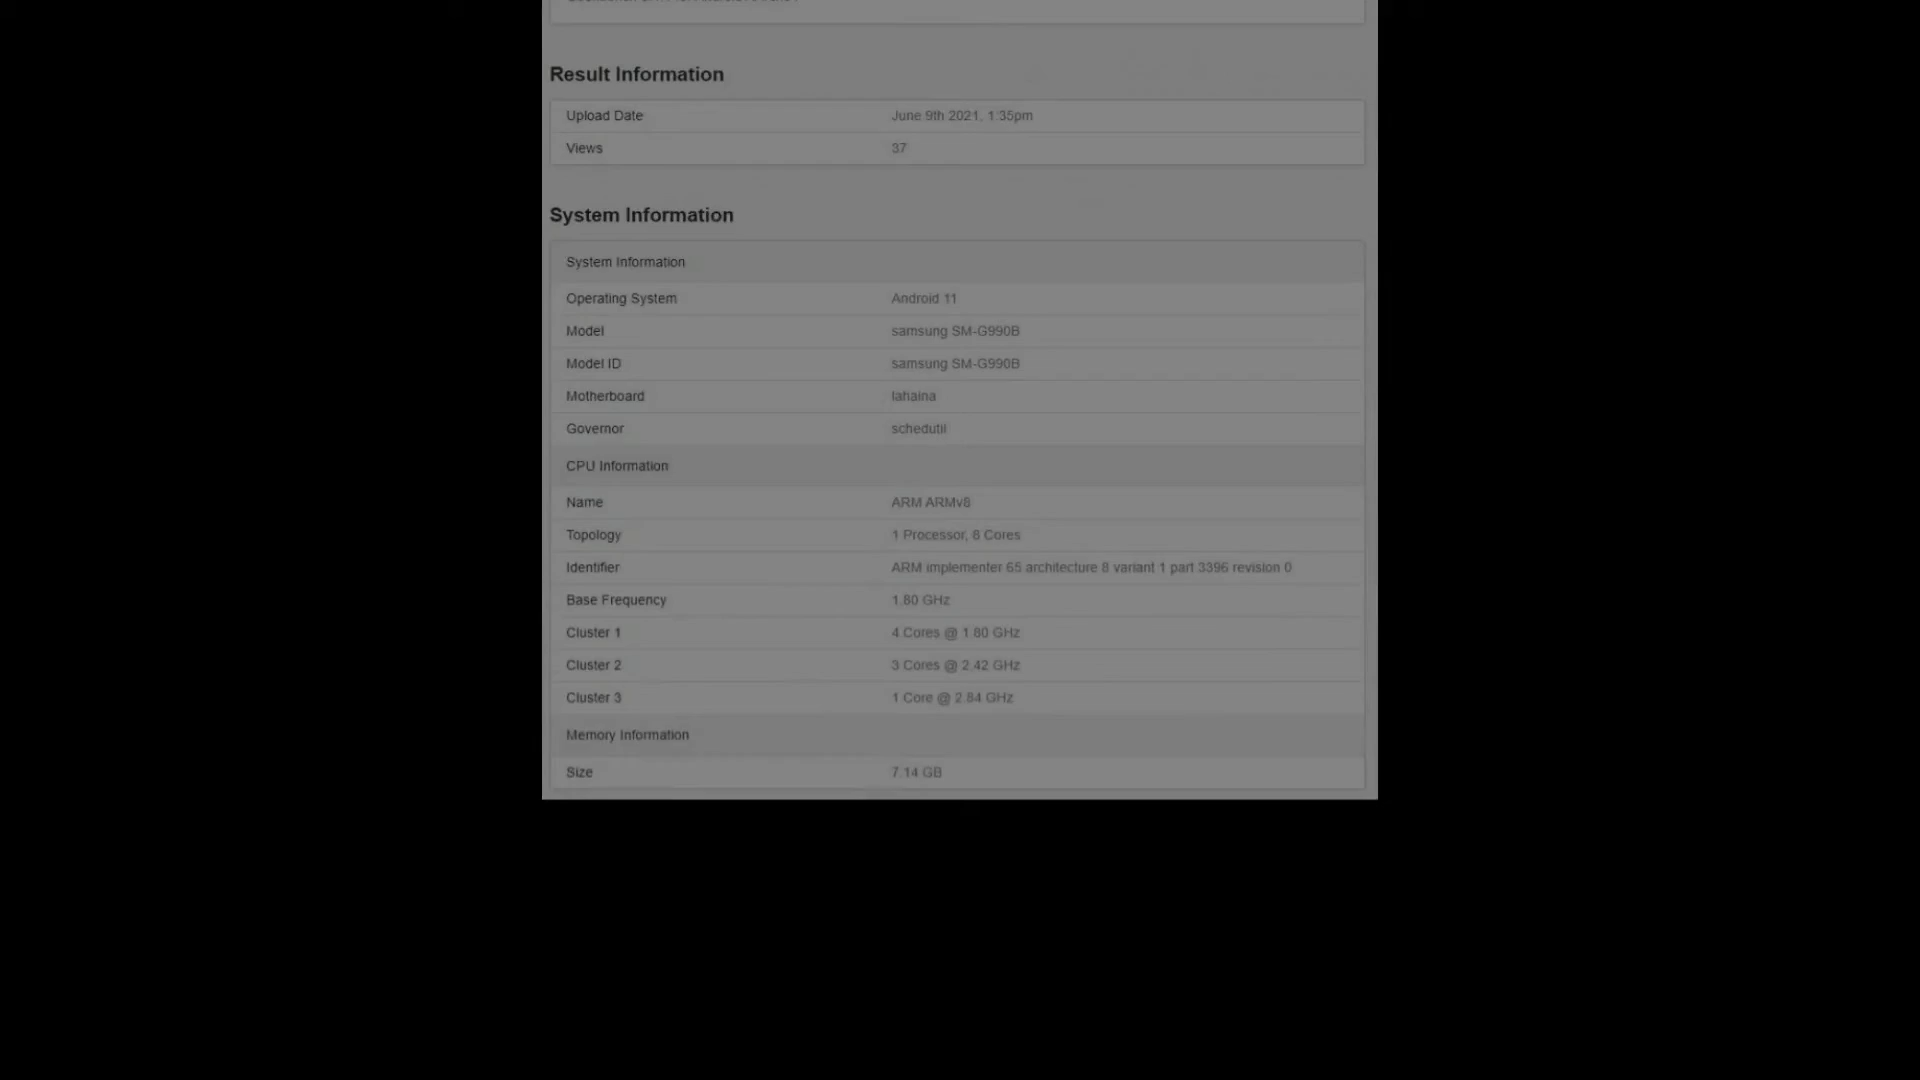 Result Information
Upload Date June 9th 2021, 1:35pm
Views 37
System Information
System Information
Operating System Android 11
Model samsung SM-G990B
Model ID samsung SM-G990B
Motherboard lahaina
Governor schedutil
CPU Information
Name ARM ARMv8
Topology 1 Processor, 8 Cores
Identifier ARM implementer 65 architecture 8 variant 1 part 3396 revision 0
Base Frequency 1.80 GHz
Cluster 1 4 Cores @ 1.80 GHz
Cluster 2 3 Cores @ 2.42 GHz
Cluster 3 1 Core @ 2.84 GHz
Memory Information
Size 7.14 GB